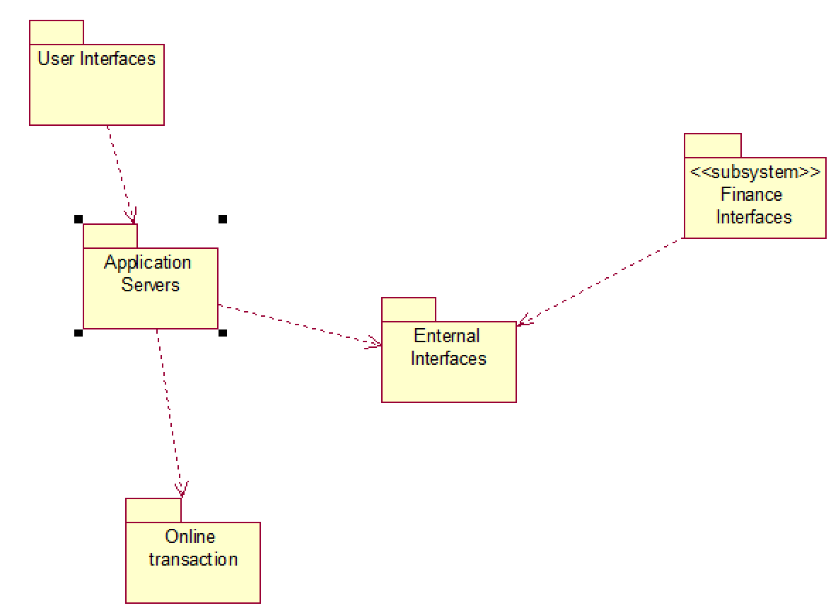 User Interfaces
<<subsystem>>
Finance
Interfaces
Application
Servers
Enternal
Interfaces
Online
transaction